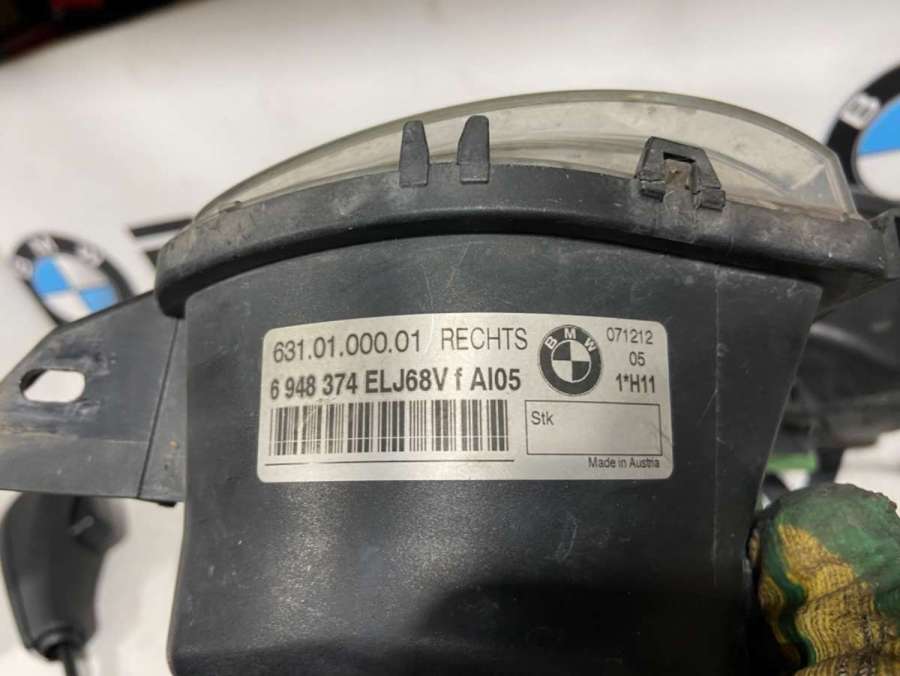 631.01.000.01 RECHTS
BMW
071212
05
6 948 374 ELJ68V f AI05
1*H11
Stk
Made in Austria
BMW
B